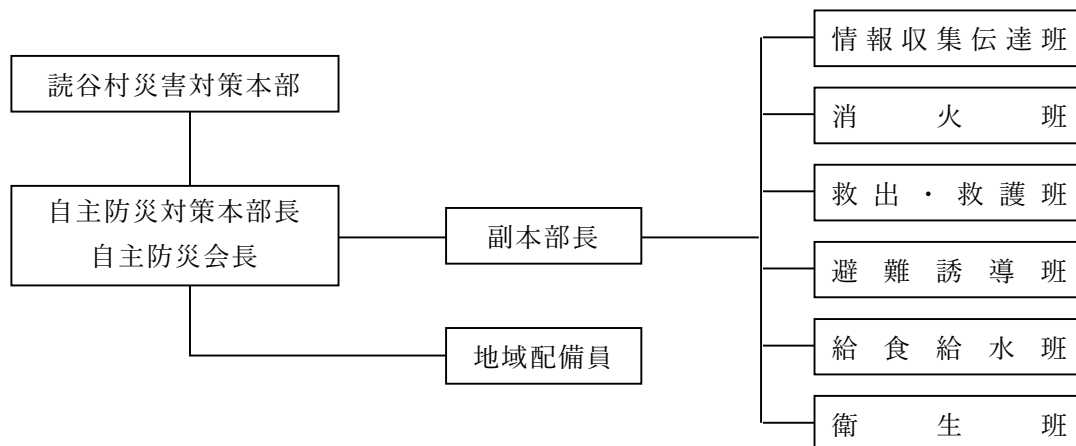 読谷村災害対策本部
自主防災対策本部長
自主防災会長
副本部長
地域配備員
情報収集伝達班
消火班
救出・救護班
避難誘導班
給食給水班
衛生班